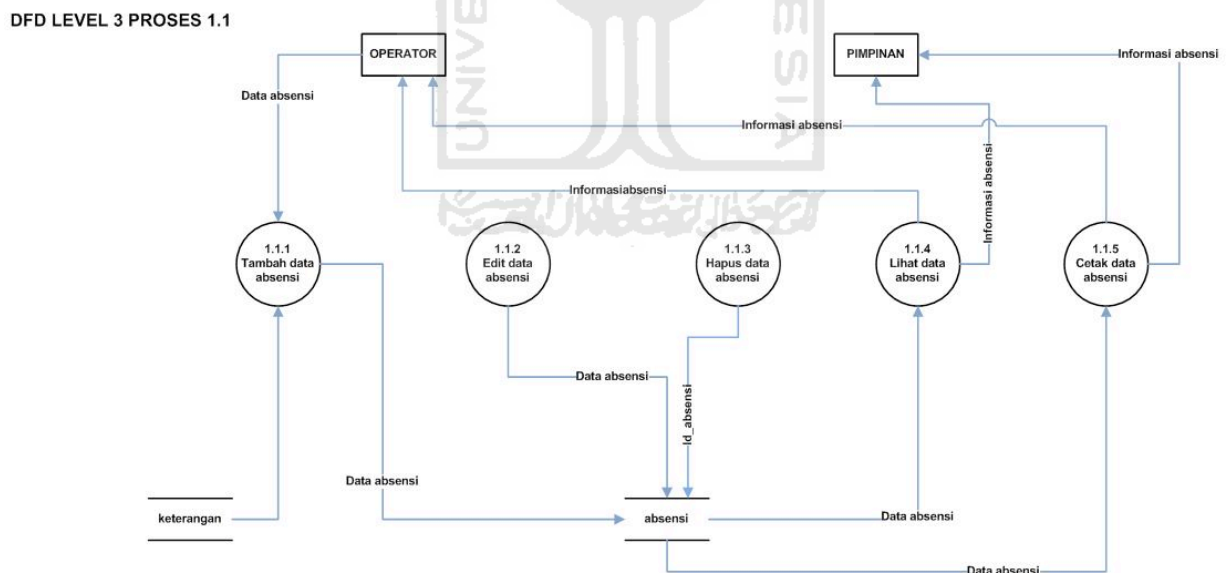 DFD LEVEL 3 PROSES 1.1
OPERATOR
PIMPINAN
Informasi absensi
Data absensi
Informasi absensi
Informasi absensi
Informasiabsensi
1.1.1
Tambah data
absensi
1.1.2
Edit data
absensi
1.1.3
Hapus data
absensi
1.1.4
Lihat data
absensi
1.1.5
Cetak data
absensi
Data absensi
Id_absensi
Data absensi
keterangan
absensi
Data absensi
Data absensi
UNIVE
ESIA